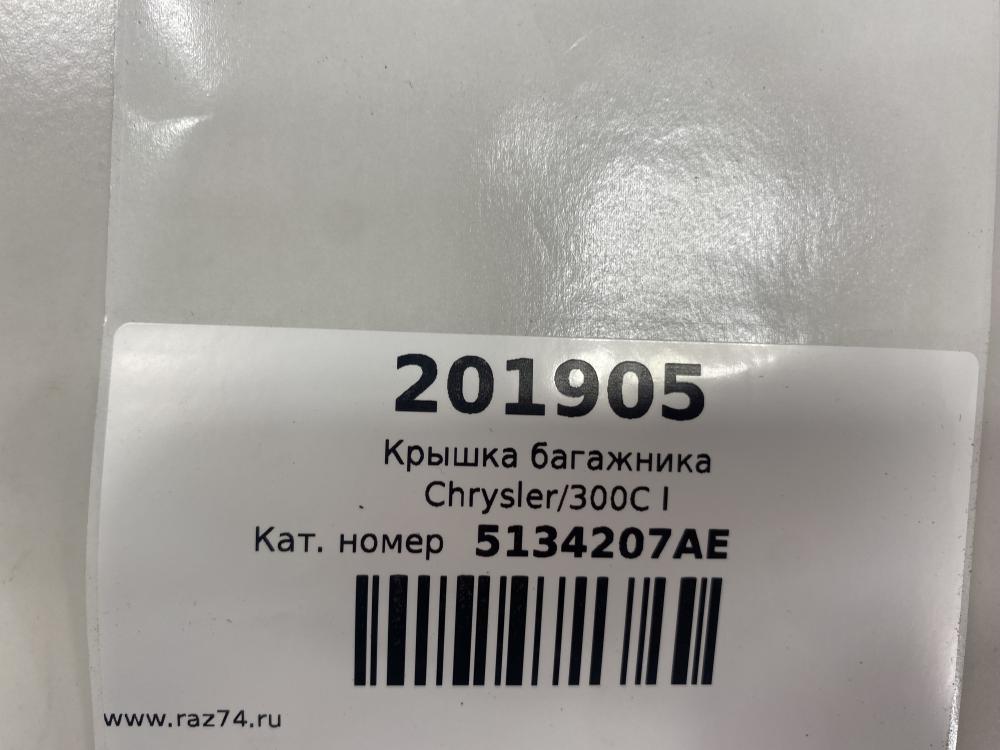 201905
Крышка багажника
Chrysler/300C I
Кат. номер 5134207AE
www.raz74.ru